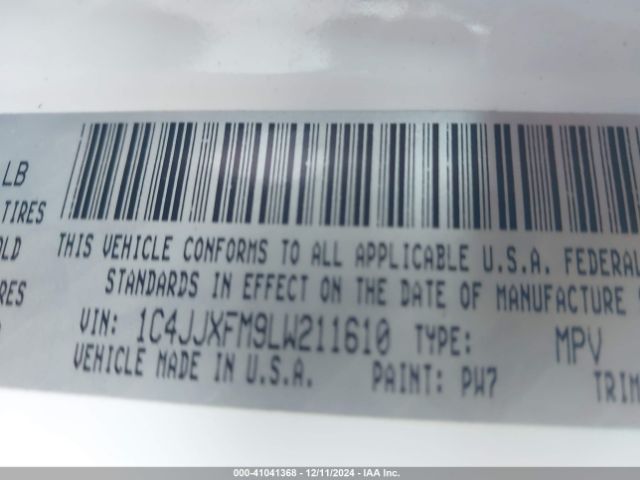 LB
TIRES
OLD
RES
THIS VEHICLE CONFORMS TO ALL APPLICABLE U.S.A. FEDERAL
STANDARDS IN EFFECT ON THE DATE OF MANUFACTURE
VIN: 1C4JJXFM9LW211610 TYPE: MPV
VEHICLE MADE IN U.S.A. PAINT: PW7 TRIM
00-41041368 - 12/11/2024 - IAA Inc.